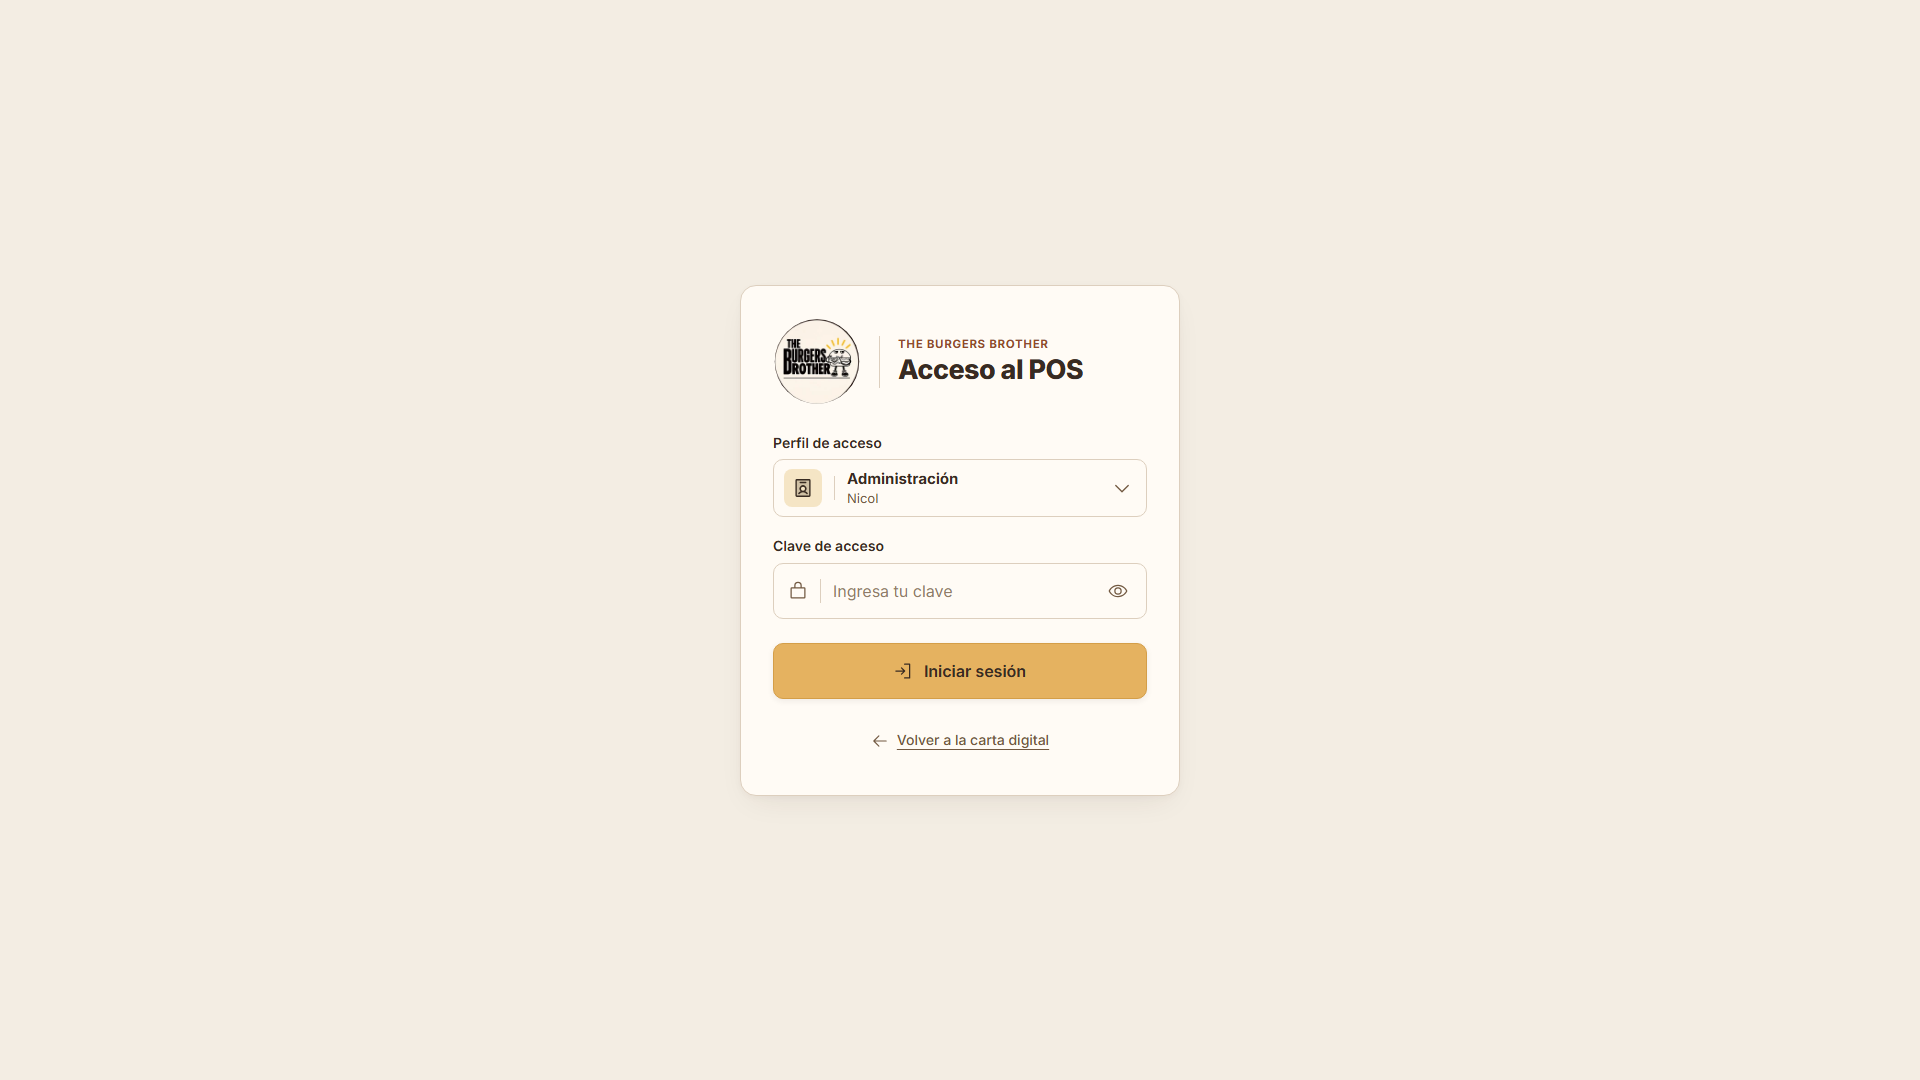 THE
BURGERS
BROTHER
THE BURGERS BROTHER
Acceso al POS
Perfil de acceso
Administración
Nicol
Clave de acceso
Ingresa tu clave
Iniciar sesión
Volver a la carta digital